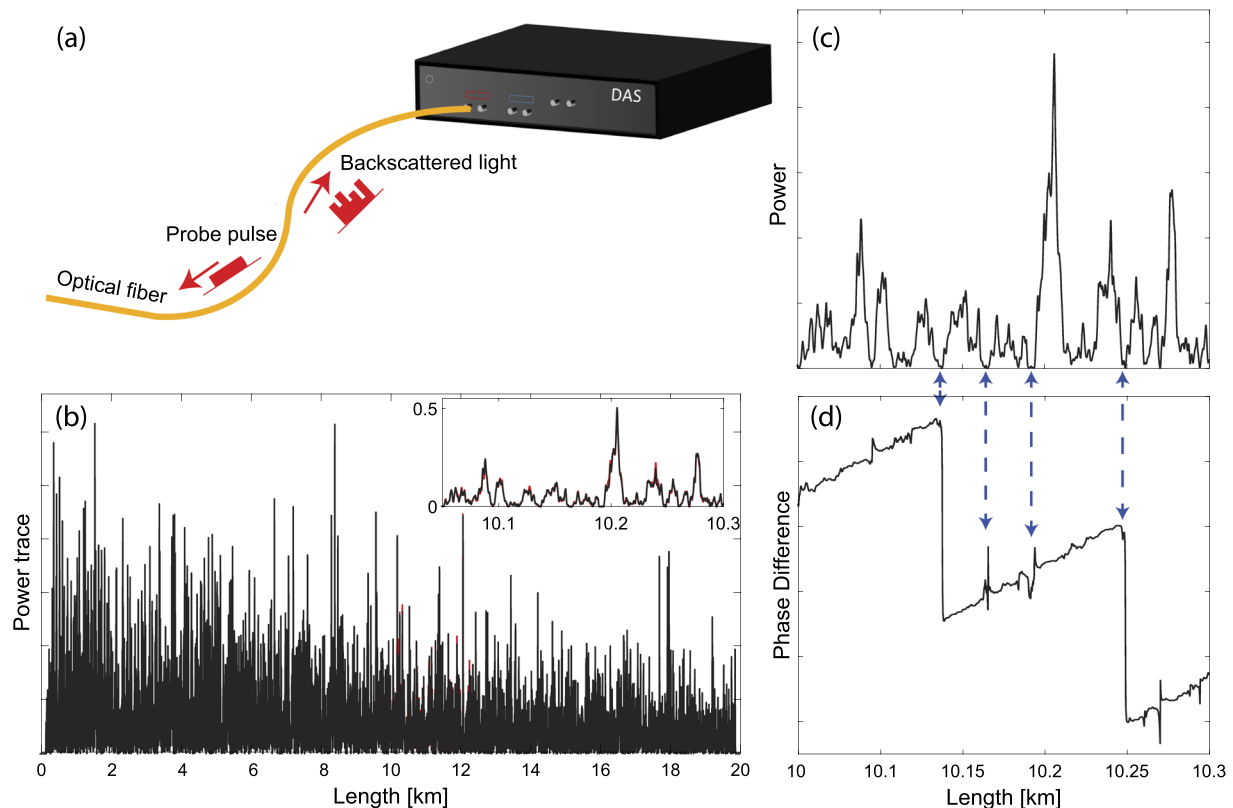 (a)
DAS
Backscattered light
Probe pulse
Optical fiber
(b)
Power trace
0.5
0
10.1
10.2
10.3
0
2
4
6
8
10
12
14
16
18
20
Length [km]
(c)
Power
(d)
Phase Difference
10
10.1
10.15
10.2
10.25
10.3
Length [km]